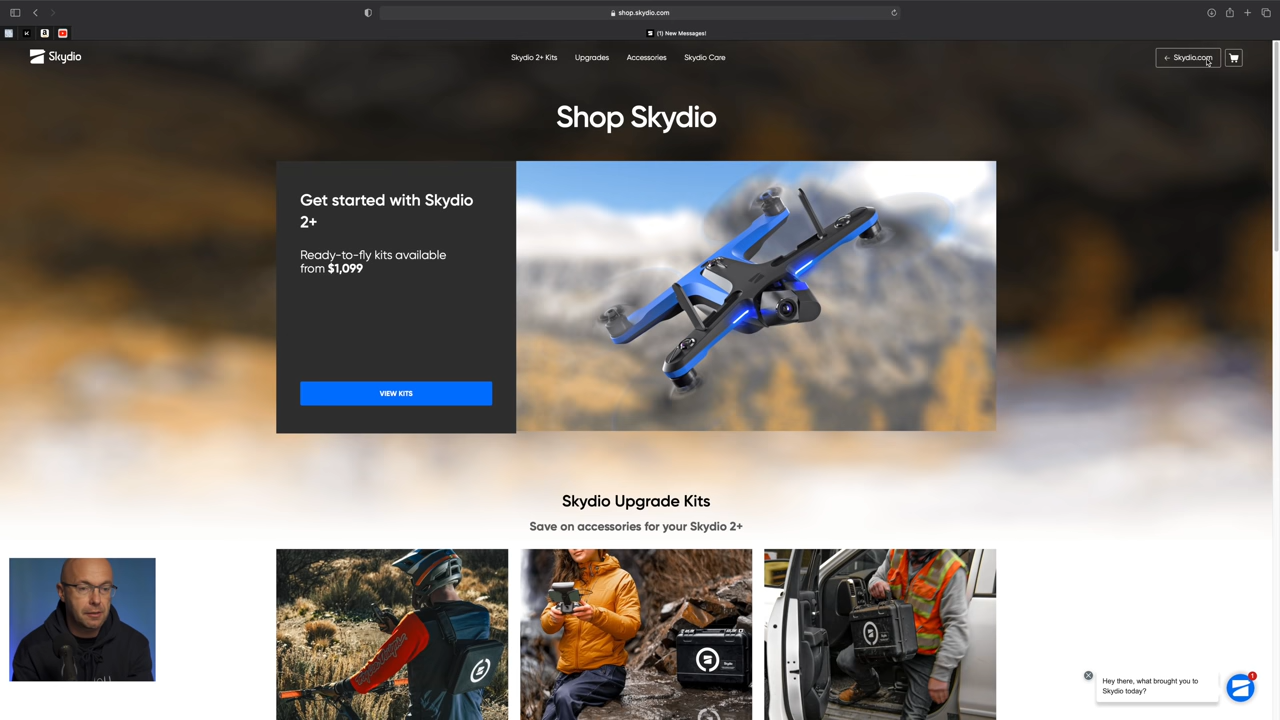 shop.skydio.com
(1) New Messages!
Skydio
Skydio 2+ Kits
Upgrades
Accessories
Skydio Care
← Skydio.com
Shop Skydio
Get started with Skydio
2+
Ready-to-fly kits available
from $1,099
VIEW KITS
Skydio Upgrade Kits
Save on accessories for your Skydio 2+
Hey there, what brought you to
Skydio today?
1